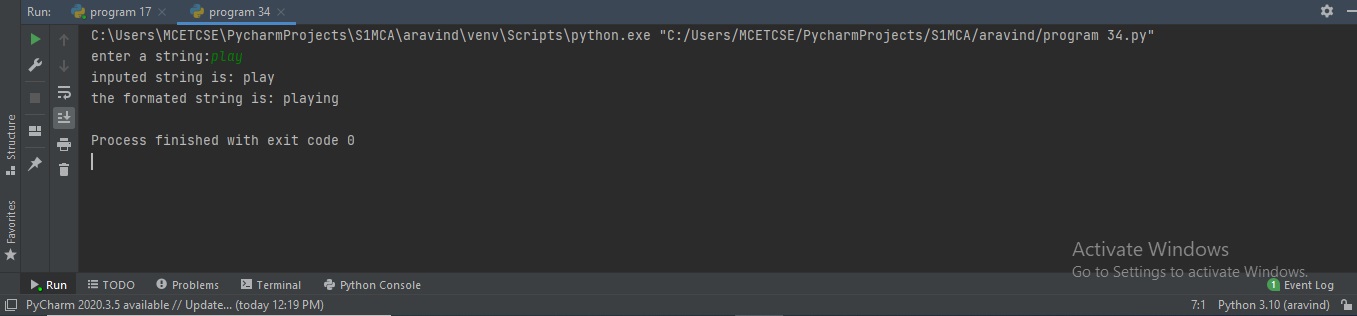 Run: program 17 program 34
C:\Users\MCETCSE\PycharmProjects\S1MCA\aravind\venv\Scripts\python.exe "C:/Users/MCETCSE/PycharmProjects/S1MCA/aravind/program 34.py"
enter a string:play
inputed string is: play
the formated string is: playing
Process finished with exit code 0
Structure
Favorites
Activate Windows
Go to Settings to activate Windows.
Run TODO Problems Terminal Python Console 1 Event Log
PyCharm 2020.3.5 available // Update... (today 12:19 PM) 7:1 Python 3.10 (aravind)